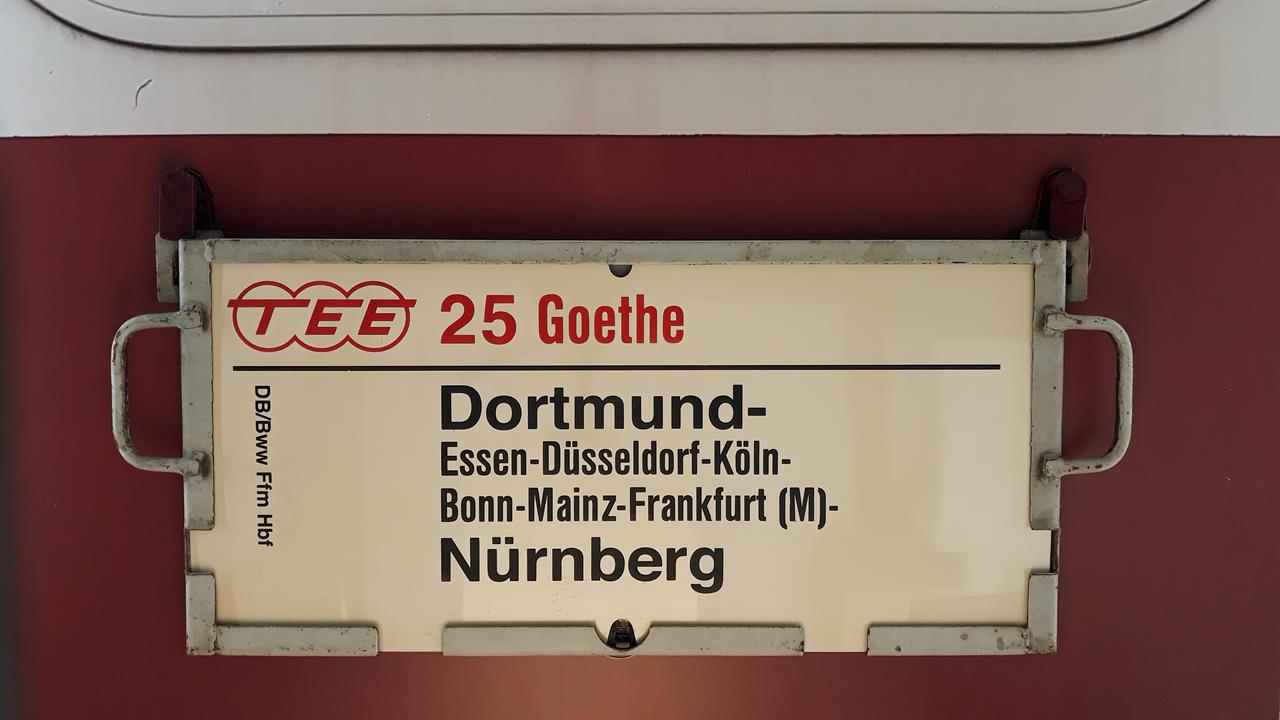 TEE 25 Goethe
DB/Bww Ffm Hbf
Dortmund-
Essen-Düsseldorf-Köln-
Bonn-Mainz-Frankfurt (M)-
Nürnberg